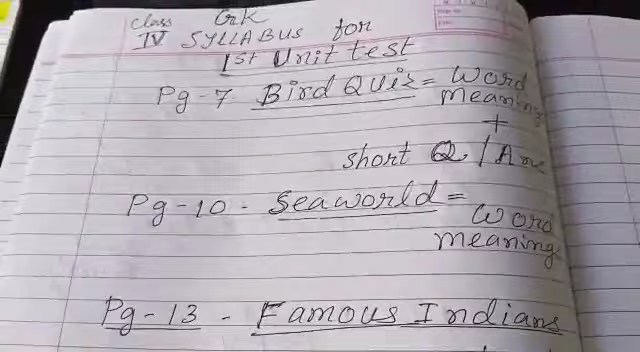 Class GK
IV SYLLABUS for
1st Unit test
Pg-7 Bird Quiz = Word
meaning
+
short Q/Ans
Pg-10 - Seaworld =
Word
meaning
Pg-13 - Famous Indians